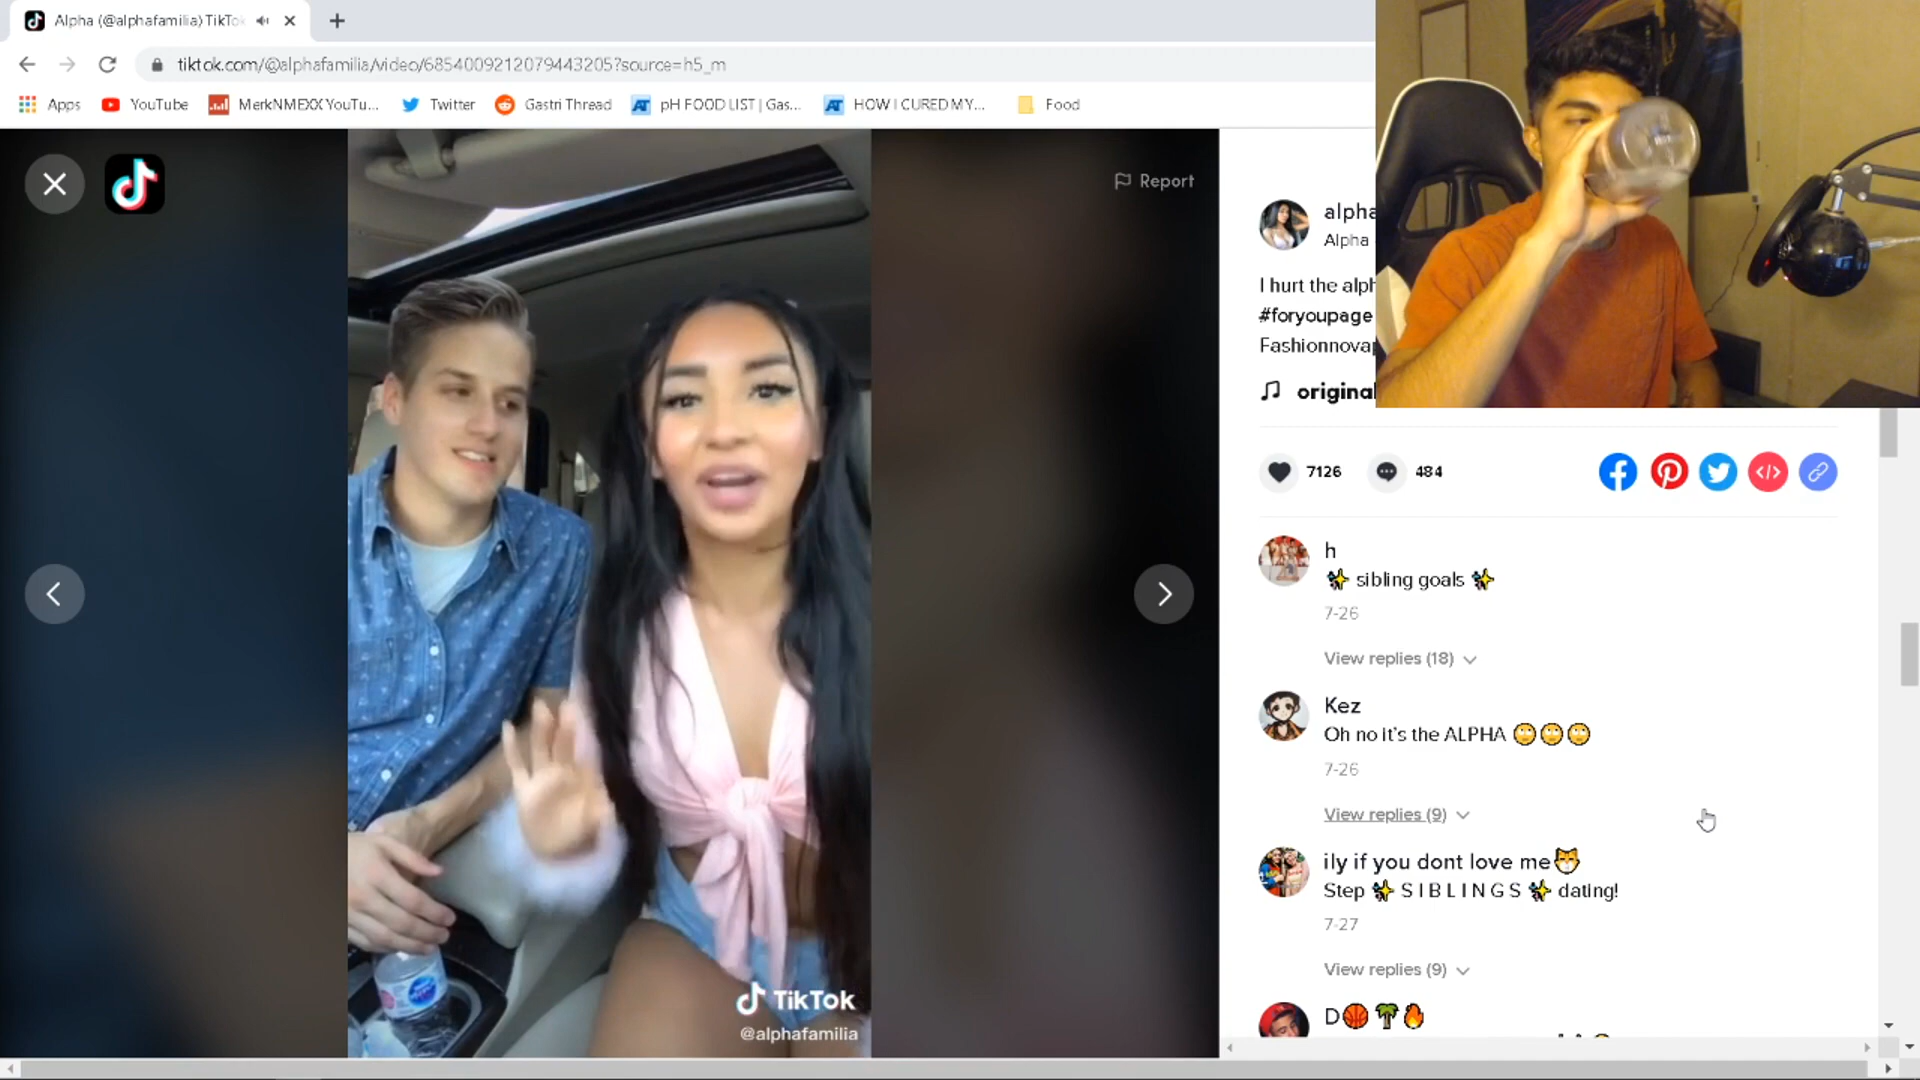 Alpha (@alphafamilia) TikTok
tiktok.com/@alphafamilia/video/6854009212079443205?source=h5_m
Apps
YouTube
MerkNMEXX YouTu...
Twitter
Gastri Thread
pH FOOD LIST | Gas...
HOW I CURED MY...
Food
Report
alpha
Alpha
I hurt the alph
#foryoupage
Fashionnovap
original
7126
484
h
✨ sibling goals ✨
7-26
View replies (18)
Kez
Oh no it's the ALPHA 🙄🙄🙄
7-26
View replies (9)
ily if you dont love me🐯
Step ✨ S I B L I N G S ✨ dating!
7-27
View replies (9)
D🏀🌴🔥
TikTok
@alphafamilia